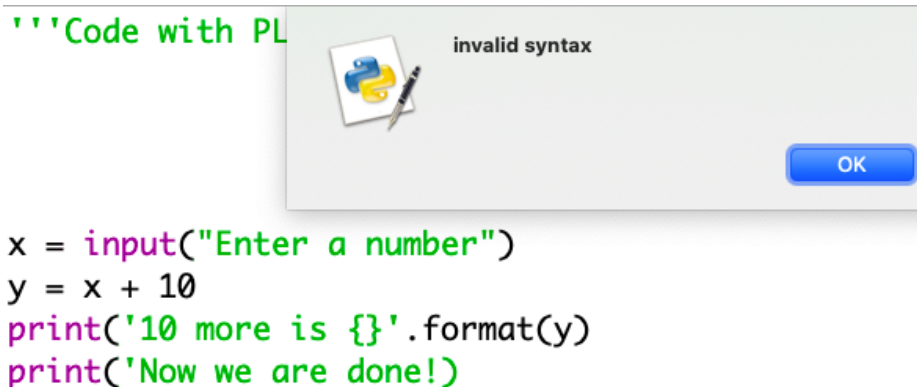 '''Code with PL
invalid syntax
OK
x = input("Enter a number")
y = x + 10
print('10 more is {}'.format(y)
print('Now we are done!)